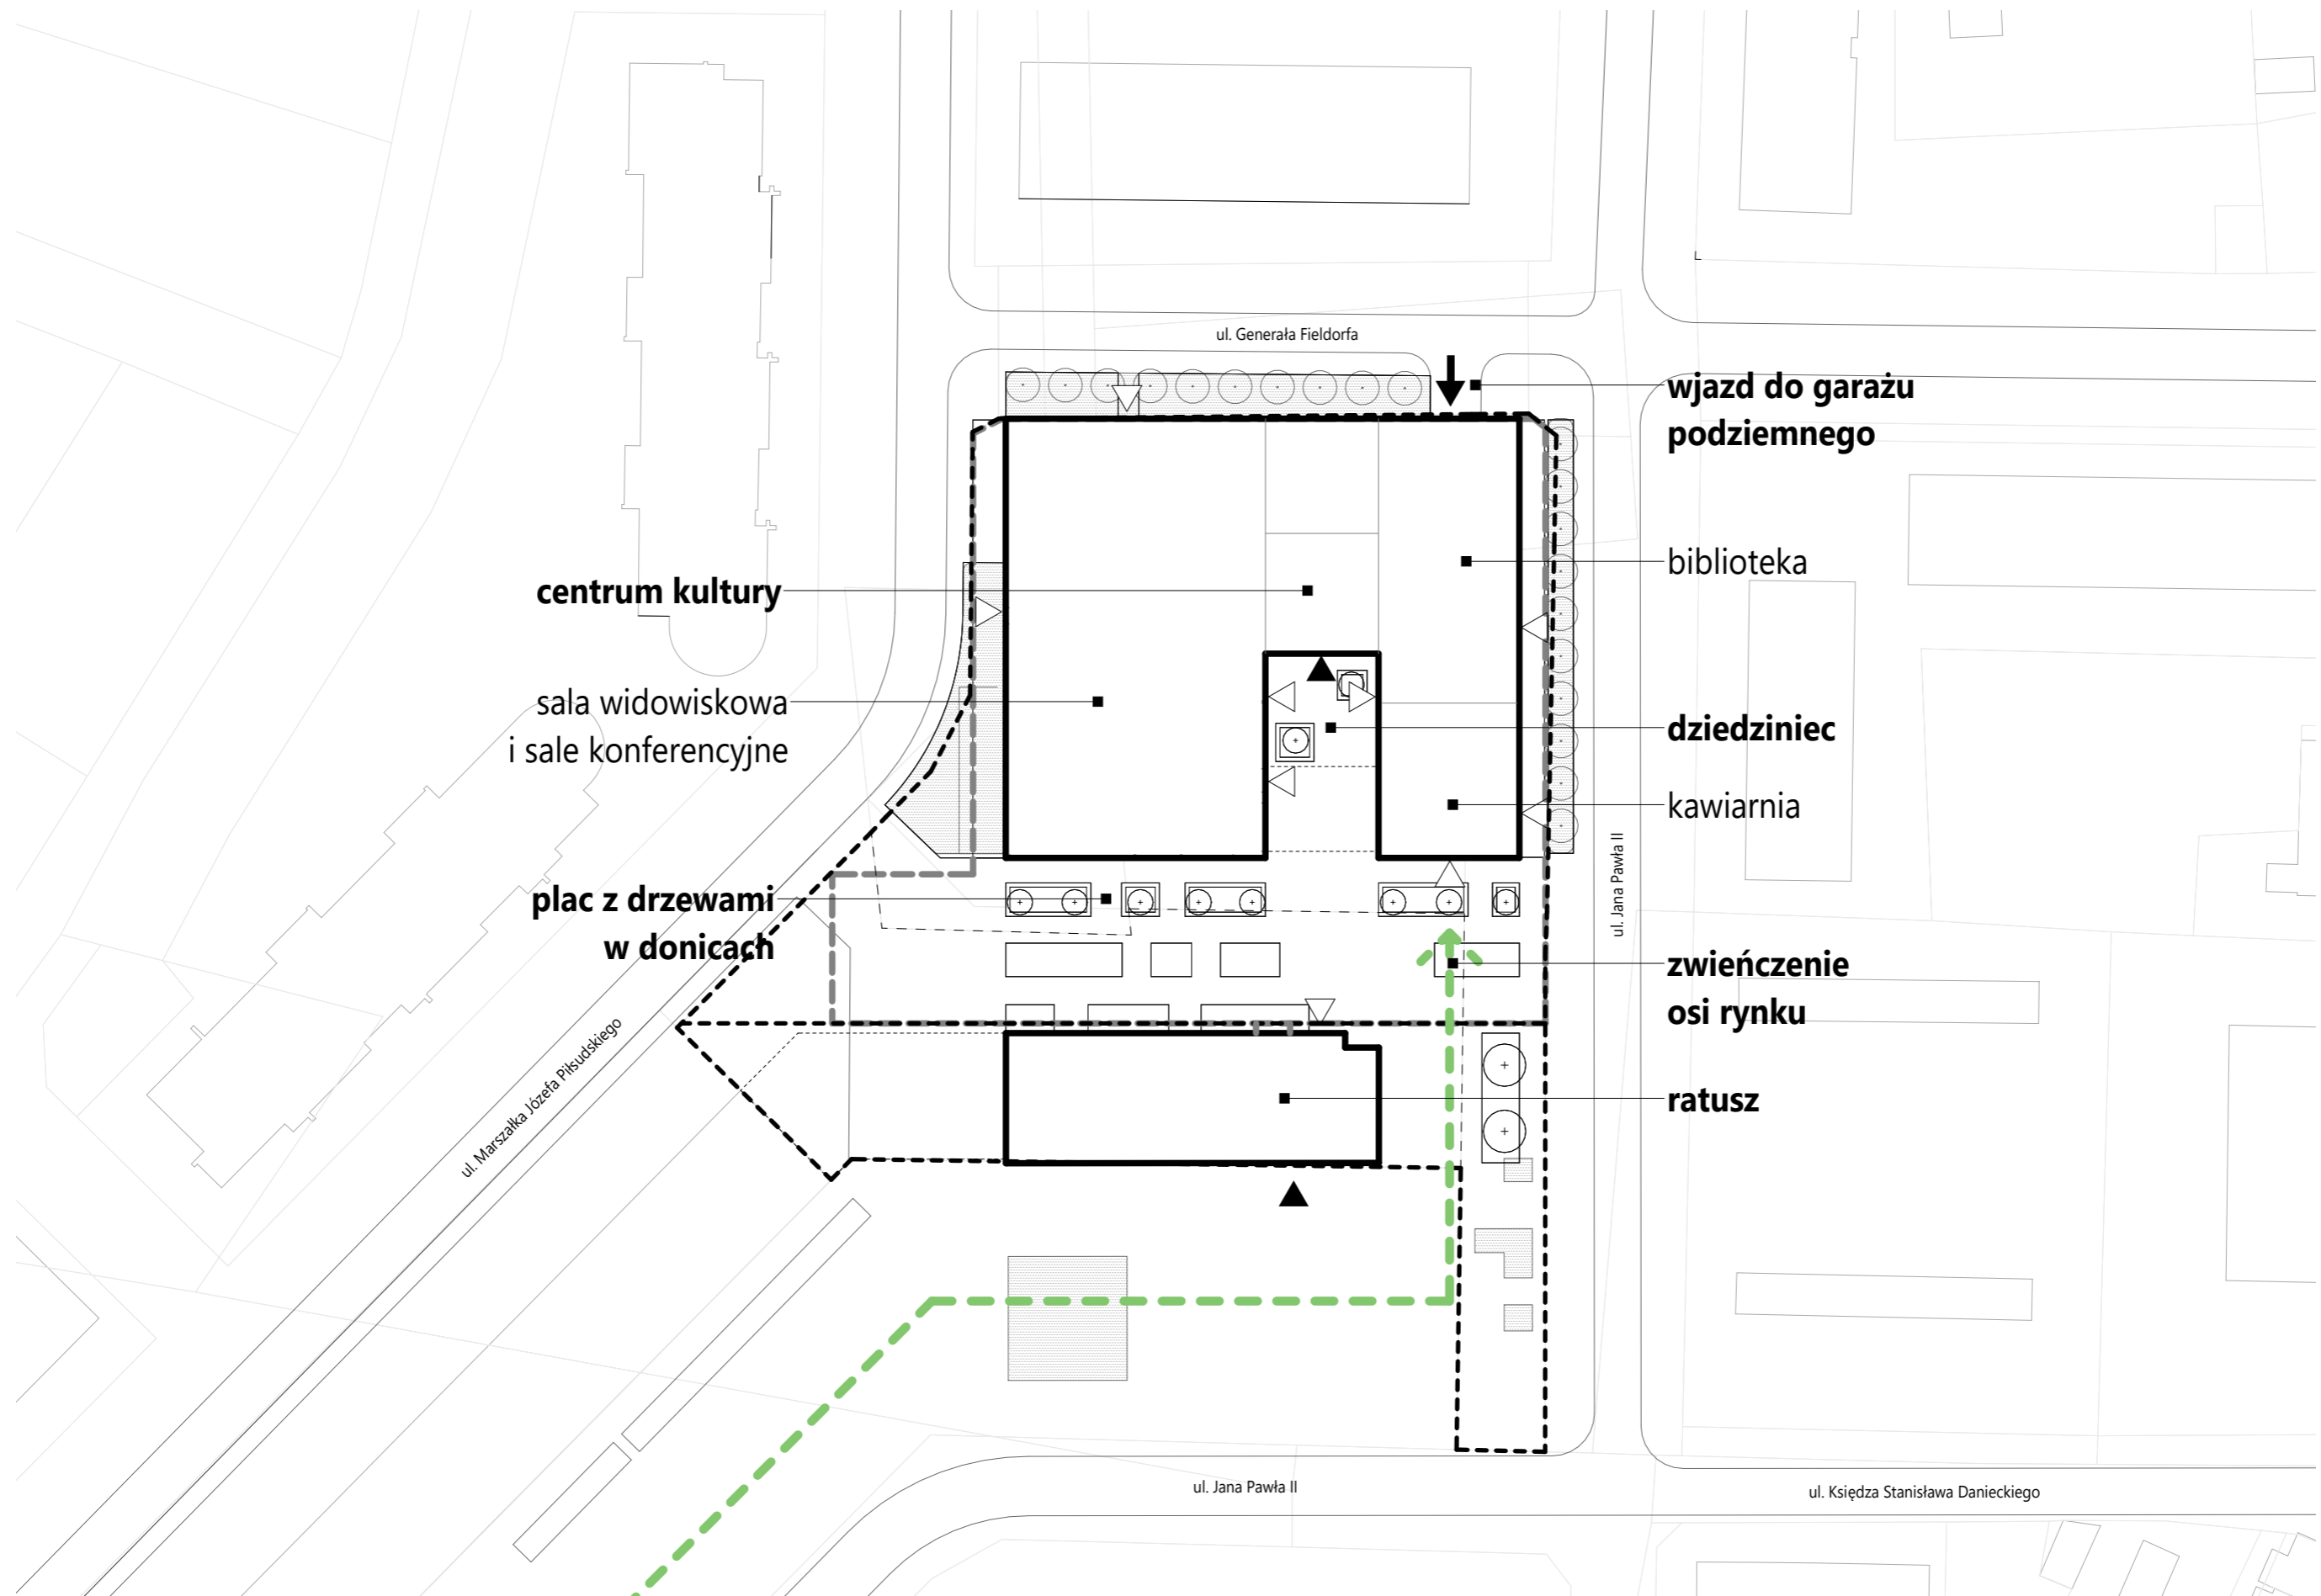 ul. Generała Fieldorfa
wjazd do garażu
podziemnego
biblioteka
centrum kultury
sala widowiskowa
i sale konferencyjne
dziedziniec
kawiarnia
ul. Jana Pawła II
plac z drzewami
w donicach
zwieńczenie
osi rynku
ul. Marszałka Józefa Piłsudskiego
ratusz
ul. Jana Pawła II
ul. Księdza Stanisława Danieckiego